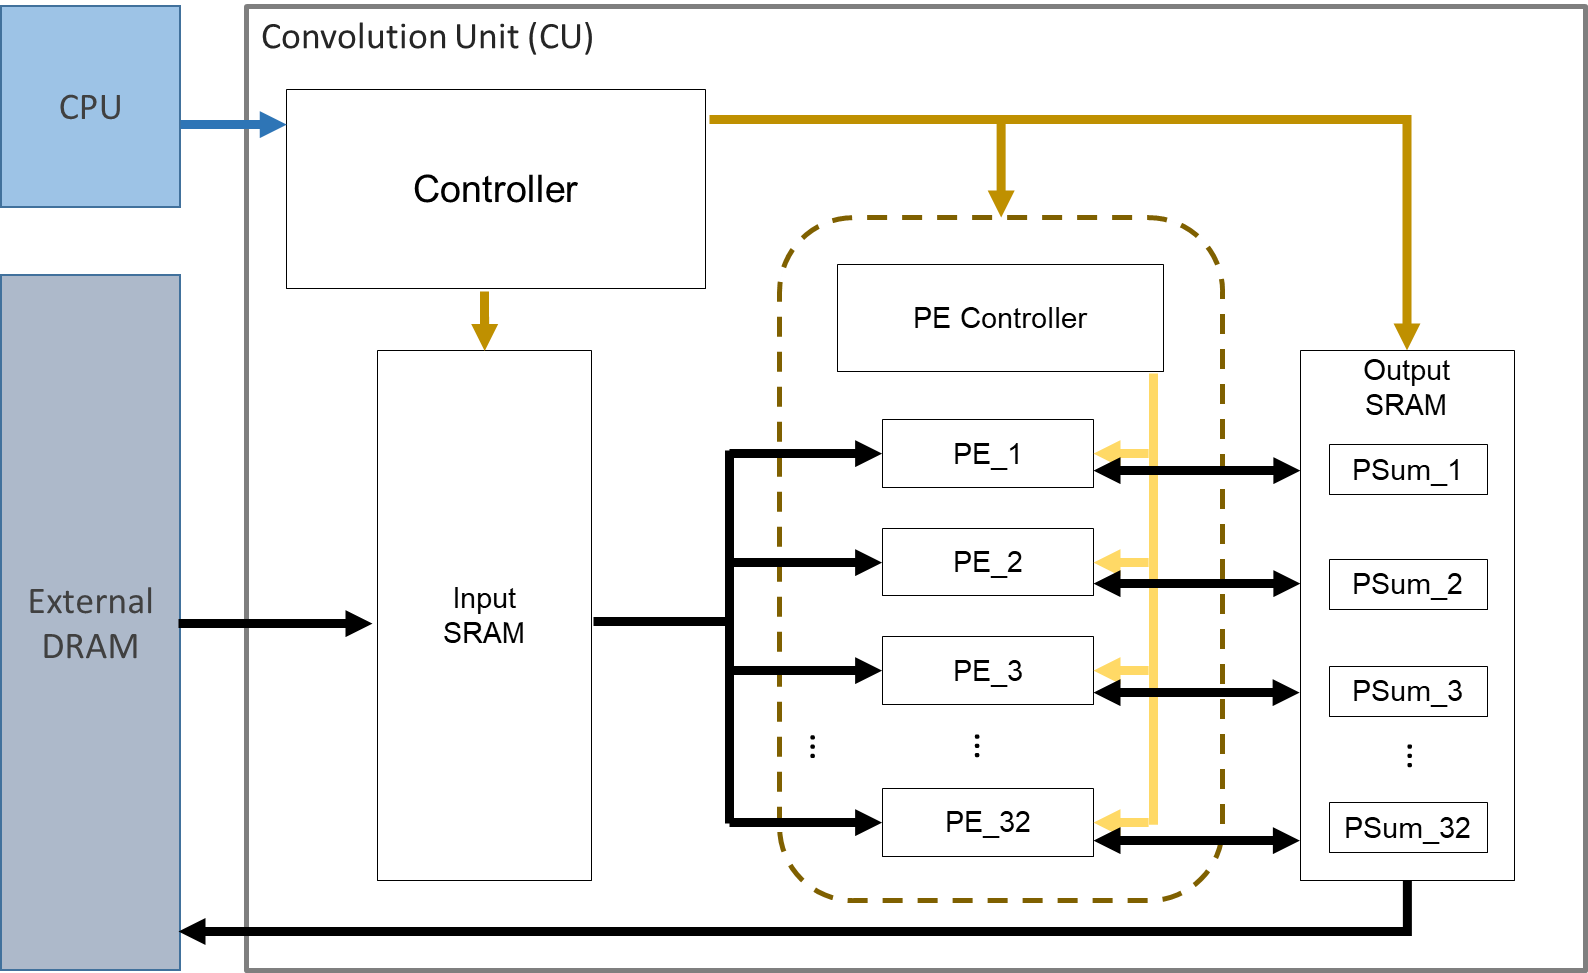 Convolution Unit (CU)
CPU
Controller
PE Controller
Output
SRAM
PE_1
PSum_1
PE_2
PSum_2
External
DRAM
Input
SRAM
PE_3
PSum_3
...
...
...
PE_32
PSum_32